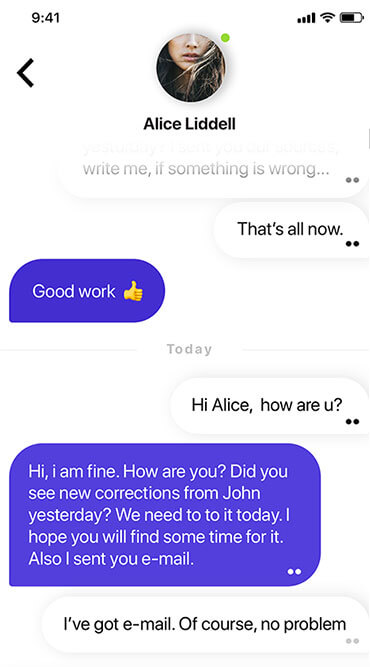 9:41
Alice Liddell
yesterday? I sent you
write me, if something is wrong...
That's all now.
Good work 👍
Today
Hi Alice,  how are u?
Hi, i am fine. How are you? Did you
see new corrections from John
yesterday? We need to to it today. I
hope you will find some time for it.
Also I sent you e-mail.
I've got e-mail. Of course, no problem